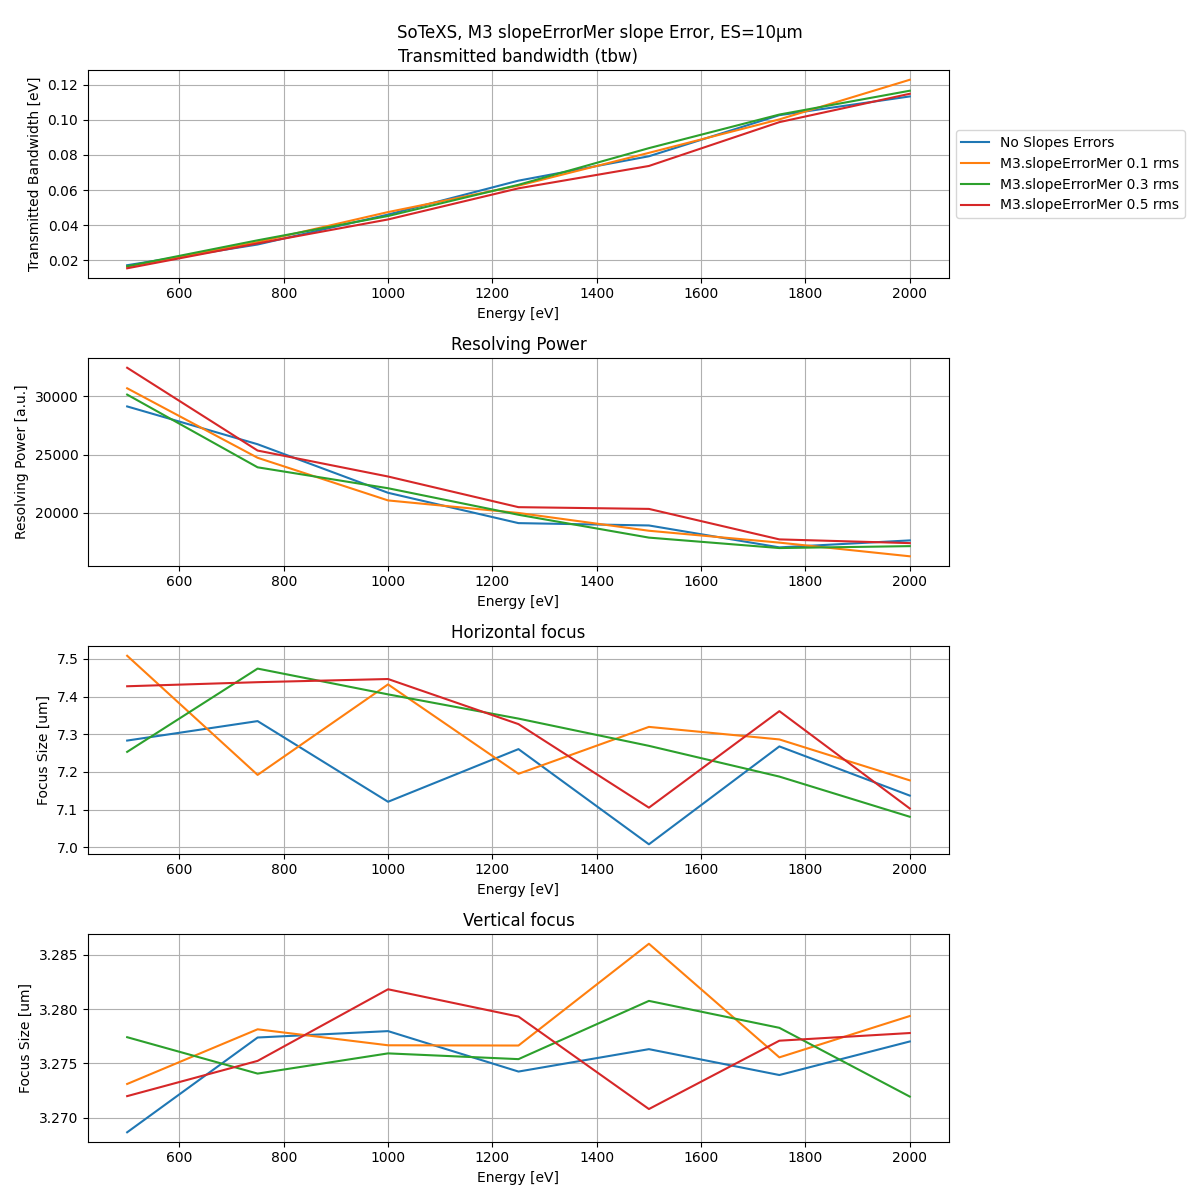 SoTeXS, M3 slopeErrorMer slope Error, ES=10μm
Transmitted bandwidth (tbw)
Transmitted Bandwidth [eV]
0.12
0.10
0.08
0.06
0.04
0.02
600 800 1000 1200 1400 1600 1800 2000
Energy [eV]
No Slopes Errors
M3.slopeErrorMer 0.1 rms
M3.slopeErrorMer 0.3 rms
M3.slopeErrorMer 0.5 rms
Resolving Power
Resolving Power [a.u.]
30000
25000
20000
600 800 1000 1200 1400 1600 1800 2000
Energy [eV]
Horizontal focus
Focus Size [um]
7.5
7.4
7.3
7.2
7.1
7.0
600 800 1000 1200 1400 1600 1800 2000
Energy [eV]
Vertical focus
Focus Size [um]
3.285
3.280
3.275
3.270
600 800 1000 1200 1400 1600 1800 2000
Energy [eV]